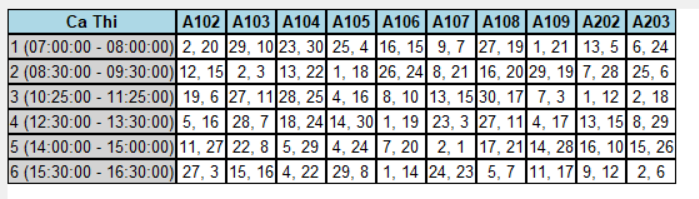 Ca Thi A102 A103 A104 A105 A106 A107 A108 A109 A202 A203
1 (07:00:00 - 08:00:00) 2, 20 29, 10 23, 30 25, 4 16, 15 9, 7 27, 19 1, 21 13, 5 6, 24
2 (08:30:00 - 09:30:00) 12, 15 2, 3 13, 22 1, 18 26, 24 8, 21 16, 20 29, 19 7, 28 25, 6
3 (10:25:00 - 11:25:00) 19, 6 27, 11 28, 25 4, 16 8, 10 13, 15 30, 17 7, 3 1, 12 2, 18
4 (12:30:00 - 13:30:00) 5, 16 28, 7 18, 24 14, 30 1, 19 23, 3 27, 11 4, 17 13, 15 8, 29
5 (14:00:00 - 15:00:00) 11, 27 22, 8 5, 29 4, 24 7, 20 2, 1 17, 21 14, 28 16, 10 15, 26
6 (15:30:00 - 16:30:00) 27, 3 15, 16 4, 22 29, 8 1, 14 24, 23 5, 7 11, 17 9, 12 2, 6